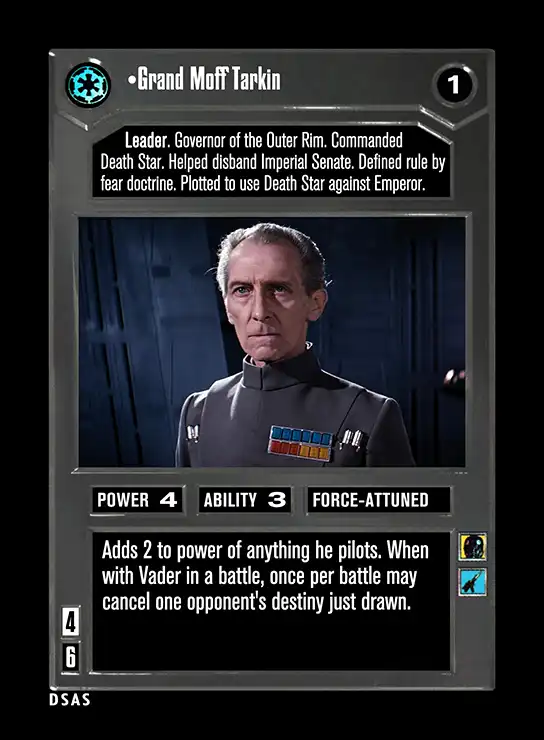 •Grand Moff Tarkin
1
Leader. Governor of the Outer Rim. Commanded
Death Star. Helped disband Imperial Senate. Defined rule by
fear doctrine. Plotted to use Death Star against Emperor.
POWER 4 ABILITY 3 FORCE-ATTUNED
Adds 2 to power of anything he pilots. When
with Vader in a battle, once per battle may
cancel one opponent's destiny just drawn.
4
6
DSAS